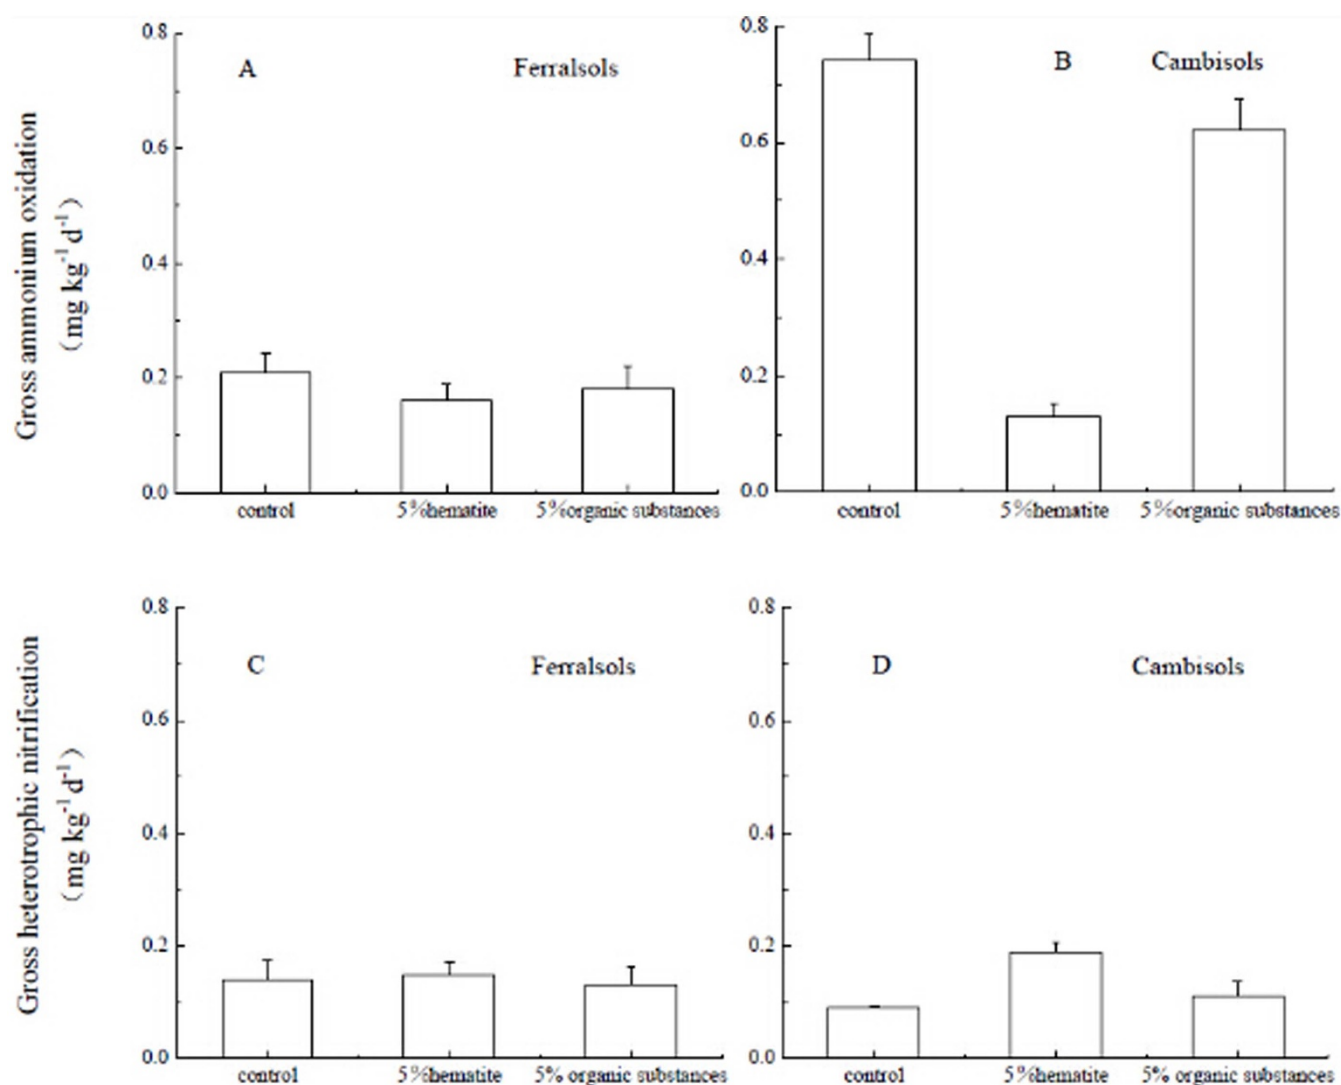 Gross ammonium oxidation
(mg kg-1 d-1)
A
Ferralsols
0.8
0.6
0.4
0.2
0.0
control
5%hematite
5%organic substances
B
Cambisols
0.8
0.6
0.4
0.2
0.0
control
5%hematite
5%organic substances
Gross heterotrophic nitrification
(mg kg-1 d-1)
C
Ferralsols
0.8
0.6
0.4
0.2
0.0
control
5%hematite
5% organic substances
D
Cambisols
0.8
0.6
0.4
0.2
0.0
control
5%hematite
5% organic substances